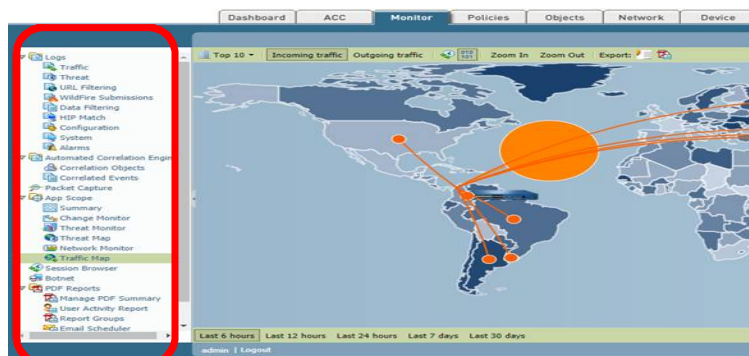 Dashboard ACC Monitor Policies Objects Network Device
Top 10 Incoming traffic Outgoing traffic Zoom In Zoom Out Export:
Logs
Traffic
Threat
URL Filtering
WildFire Submissions
Data Filtering
HIP Match
Configuration
System
Alarms
Automated Correlation Engin
Correlation Objects
Correlated Events
Packet Capture
App Scope
Summary
Change Monitor
Threat Monitor
Threat Map
Network Monitor
Traffic Map
Session Browser
Botnet
PDF Reports
Manage PDF Summary
User Activity Report
Report Groups
Email Scheduler
Last 6 hours Last 12 hours Last 24 hours Last 7 days Last 30 days
admin | Logout